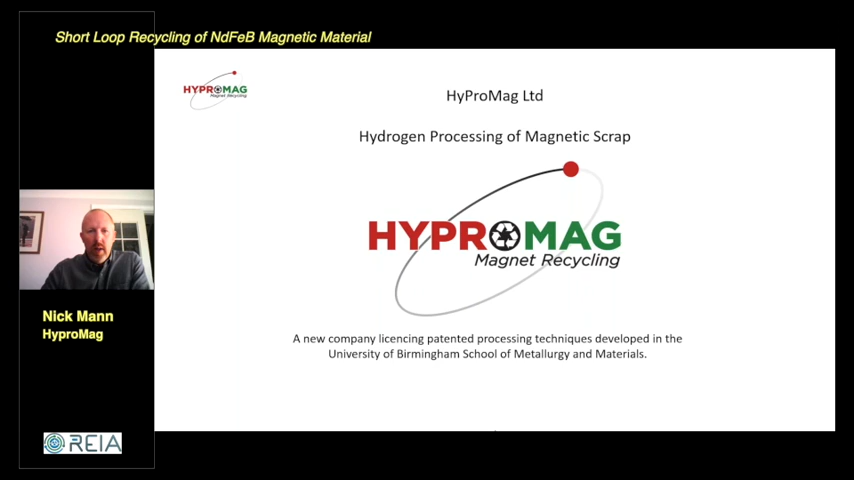 Short Loop Recycling of NdFeB Magnetic Material
HYPROMAG
Magnet Recycling
HyProMag Ltd
Hydrogen Processing of Magnetic Scrap
HYPROMAG
Magnet Recycling
A new company licencing patented processing techniques developed in the
University of Birmingham School of Metallurgy and Materials.
Nick Mann
HyproMag
REIA